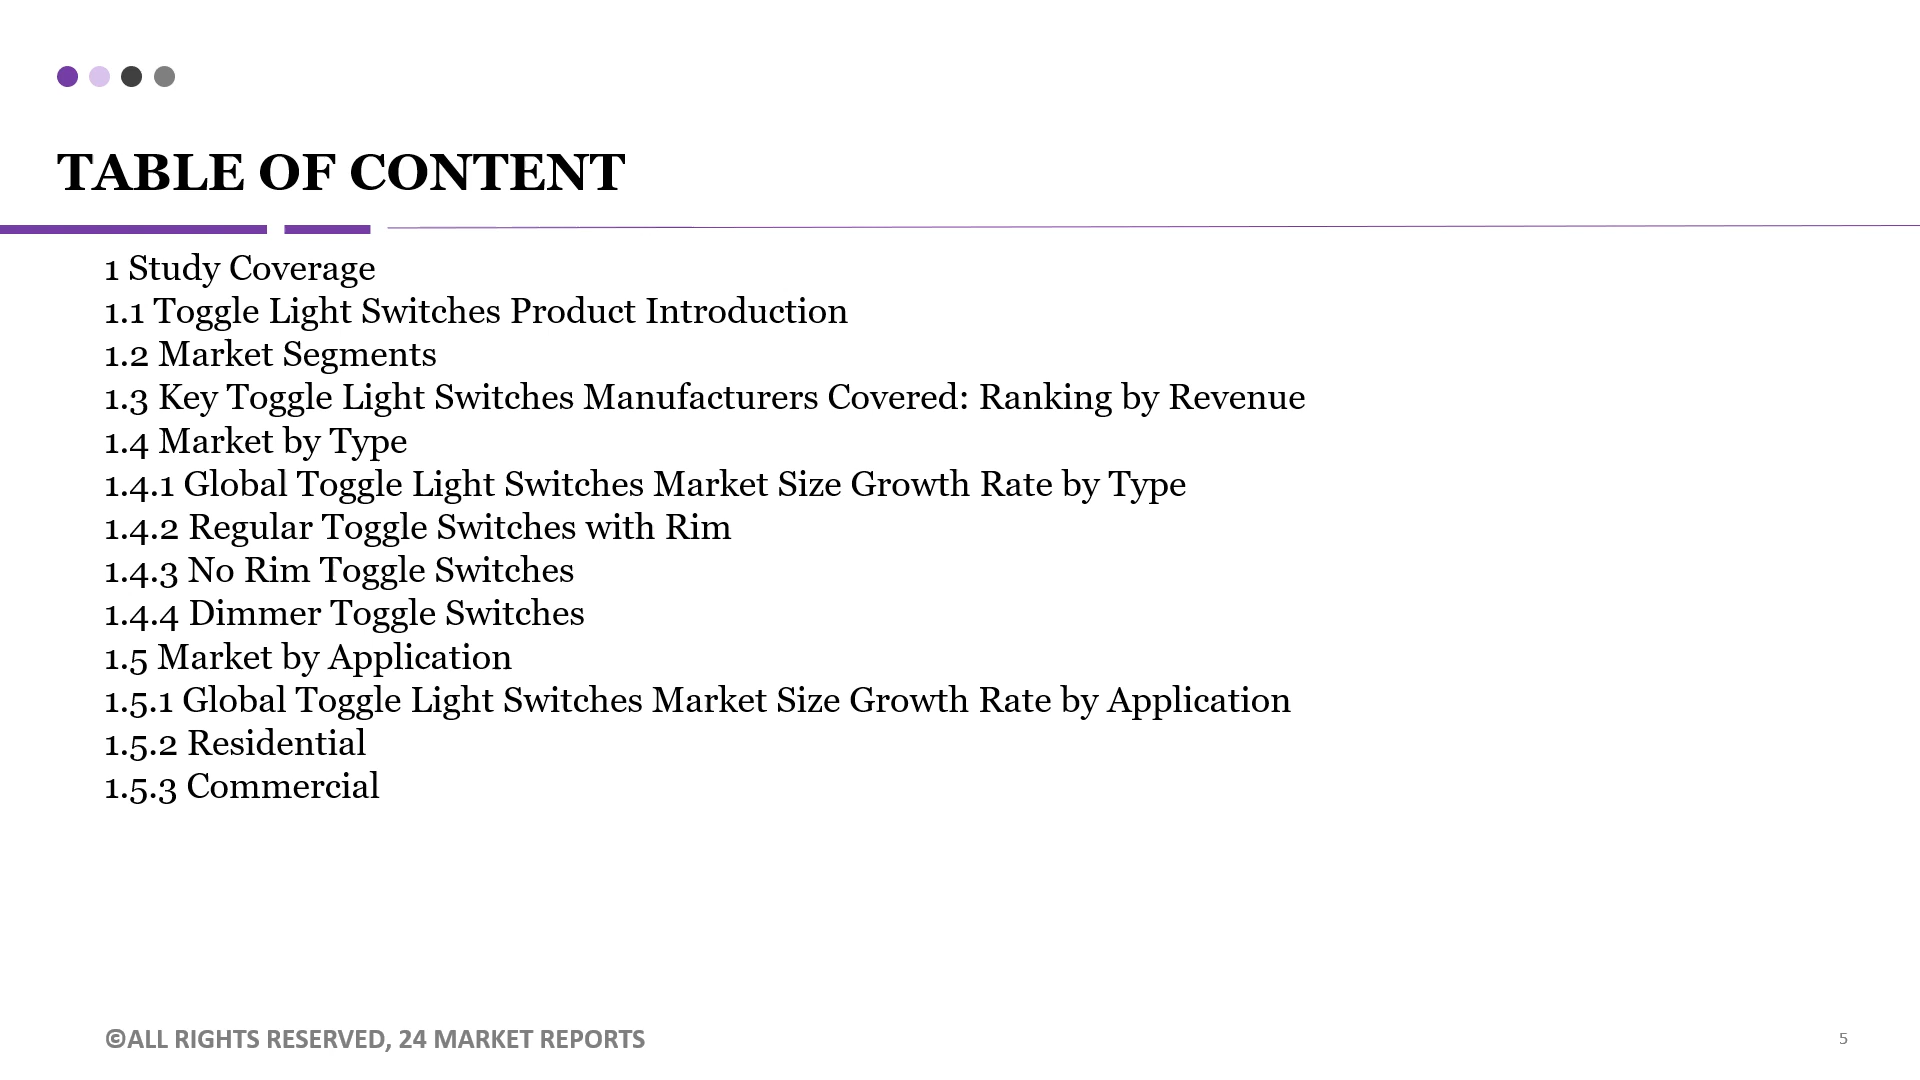 TABLE OF CONTENT
1 Study Coverage
1.1 Toggle Light Switches Product Introduction
1.2 Market Segments
1.3 Key Toggle Light Switches Manufacturers Covered: Ranking by Revenue
1.4 Market by Type
1.4.1 Global Toggle Light Switches Market Size Growth Rate by Type
1.4.2 Regular Toggle Switches with Rim
1.4.3 No Rim Toggle Switches
1.4.4 Dimmer Toggle Switches
1.5 Market by Application
1.5.1 Global Toggle Light Switches Market Size Growth Rate by Application
1.5.2 Residential
1.5.3 Commercial
©ALL RIGHTS RESERVED, 24 MARKET REPORTS
5